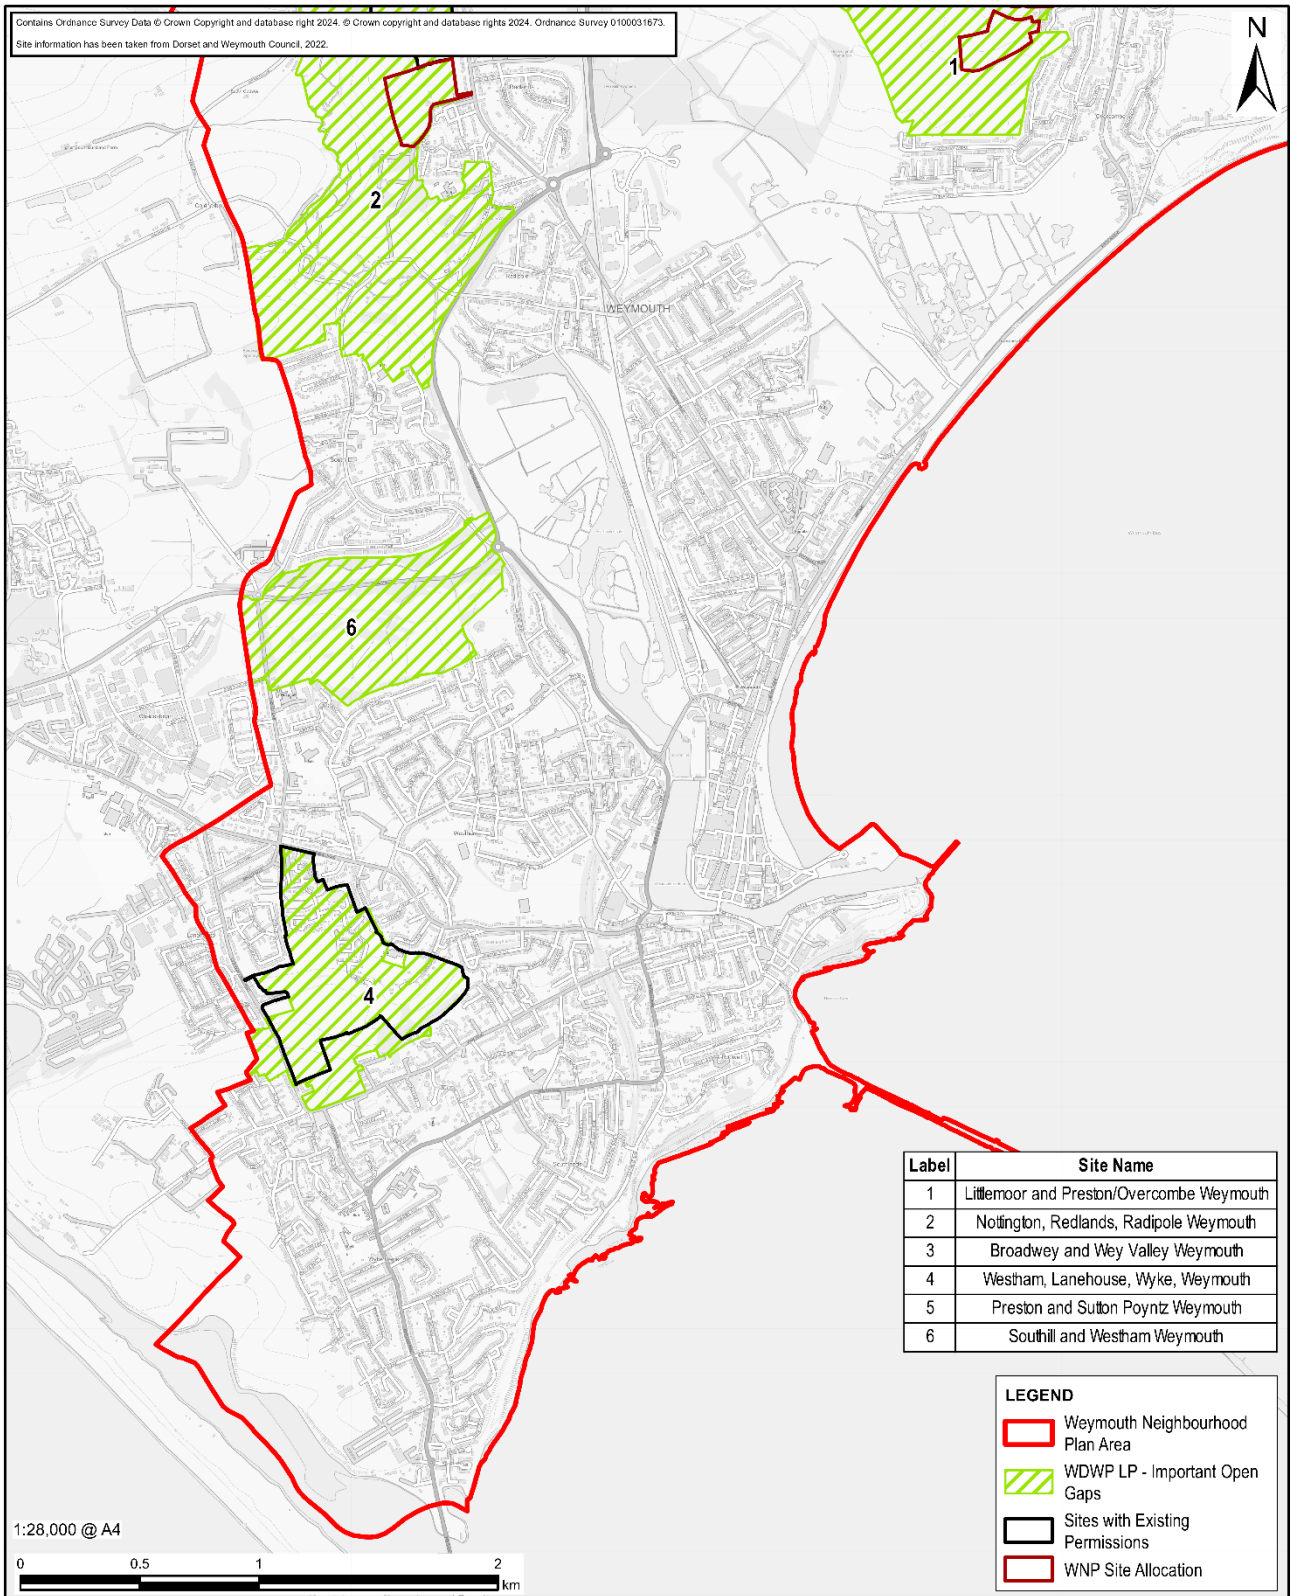 Contains Ordnance Survey Data © Crown Copyright and database right 2024. © Crown copyright and database rights 2024. Ordnance Survey 0100031673.
Site information has been taken from Dorset and Weymouth Council, 2022.
N
1
2
WEYMOUTH
6
4
Label Site Name
1 Littlemoor and Preston/Overcombe Weymouth
2 Nottington, Redlands, Radipole Weymouth
3 Broadwey and Wey Valley Weymouth
4 Westham, Lanehouse, Wyke, Weymouth
5 Preston and Sutton Poyntz Weymouth
6 Southill and Westham Weymouth
LEGEND
Weymouth Neighbourhood
Plan Area
WDWP LP - Important Open
Gaps
Sites with Existing
Permissions
WNP Site Allocation
1:28,000 @ A4
0 0.5 1 2
km